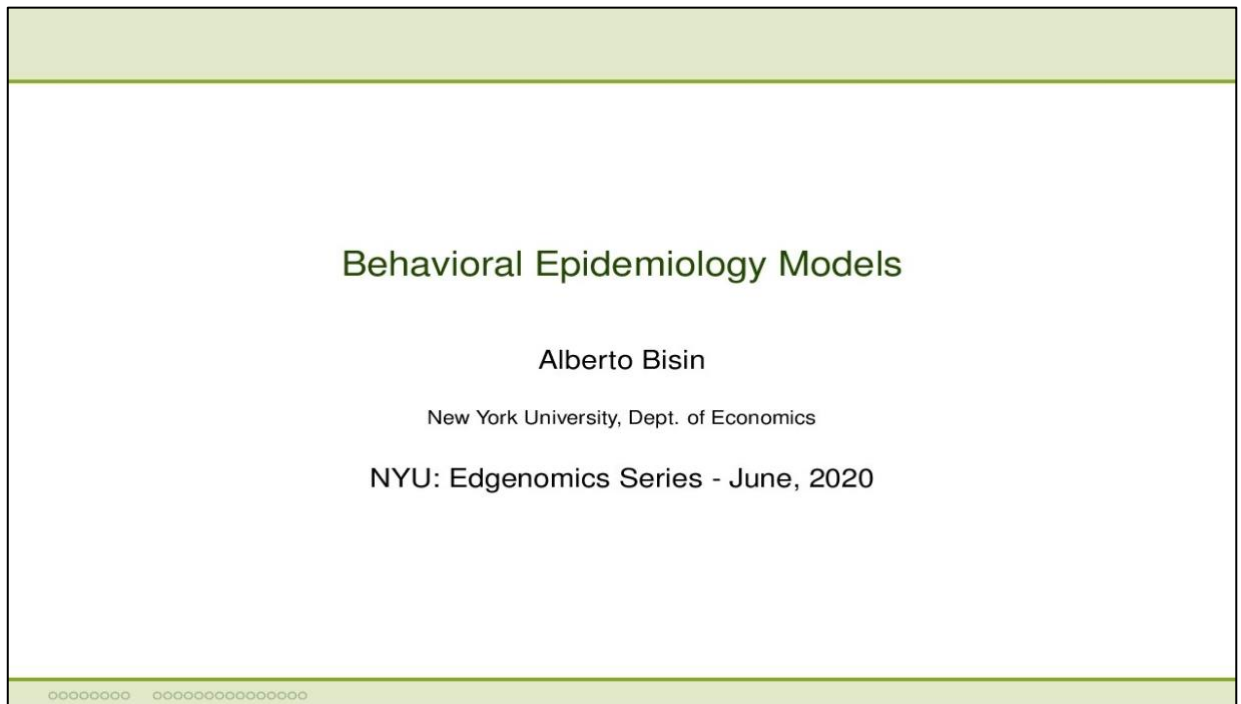 Behavioral Epidemiology Models
Alberto Bisin
New York University, Dept. of Economics
NYU: Edgenomics Series - June, 2020